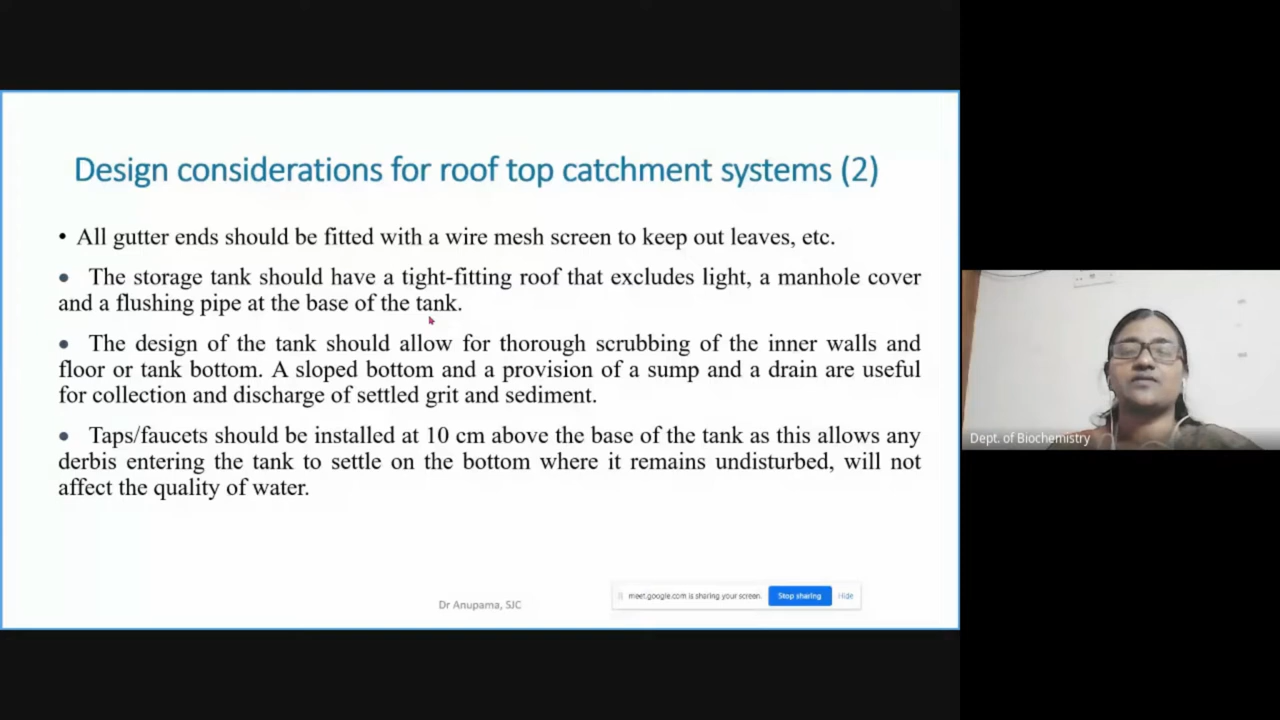 Design considerations for roof top catchment systems (2)
• All gutter ends should be fitted with a wire mesh screen to keep out leaves, etc.
• The storage tank should have a tight-fitting roof that excludes light, a manhole cover
and a flushing pipe at the base of the tank.
• The design of the tank should allow for thorough scrubbing of the inner walls and
floor or tank bottom. A sloped bottom and a provision of a sump and a drain are useful
for collection and discharge of settled grit and sediment.
• Taps/faucets should be installed at 10 cm above the base of the tank as this allows any
derbis entering the tank to settle on the bottom where it remains undisturbed, will not
affect the quality of water.
Dr Anupama, SJC
meet.google.com is sharing your screen. Stop sharing Hide
Dept. of Biochemistry